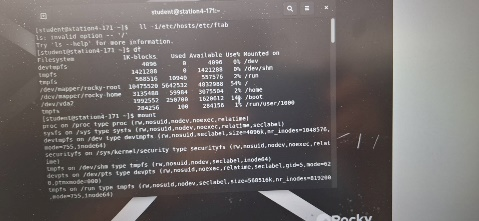 student@station4-171:~
[student@station4-171 ~]$ ll -i/etc/hosts/etc/ftab
ls: invalid option -- '/'
Try 'ls --help' for more information.
[student@station4-171 ~]$ df
Filesystem 1K-blocks Used Available Use% Mounted on
devtmpfs 4096 0 4096 0% /dev
tmpfs 1421288 0 1421288 0% /dev/shm
tmpfs 568516 10940 557576 2% /run
/dev/mapper/rocky-root 10475520 5642532 4832988 54% /
/dev/mapper/rocky-home 3135488 59984 3075504 2% /home
/dev/vda2 1992552 250700 1620612 14% /boot
tmpfs 284256 100 284156 1% /run/user/1000
[student@station4-171 ~]$ mount
proc on /proc type proc (rw,nosuid,nodev,noexec,relatime)
sysfs on /sys type sysfs (rw,nosuid,nodev,noexec,relatime,seclabel)
devtmpfs on /dev type devtmpfs (rw,nosuid,noexec,seclabel,size=4096k,nr_inodes=1048576,
mode=755,inode64)
securityfs on /sys/kernel/security type securityfs (rw,nosuid,nodev,noexec,relatime)
tmpfs on /dev/shm type tmpfs (rw,nosuid,nodev,seclabel,inode64)
devpts on /dev/pts type devpts (rw,nosuid,noexec,relatime,seclabel,gid=5,mode=62
0,ptmxmode=000)
tmpfs on /run type tmpfs (rw,nosuid,nodev,seclabel,size=568516k,nr_inodes=819200
,mode=755,inode64)
Rocky